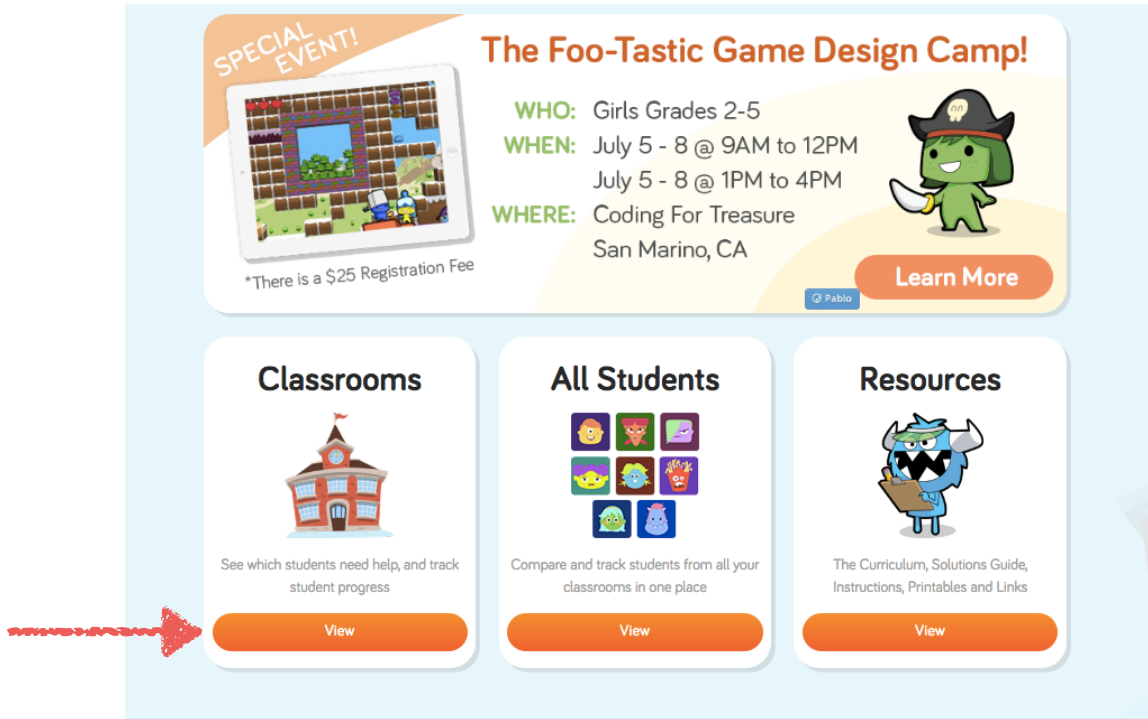 SPECIAL
EVENT!
The Foo-Tastic Game Design Camp!
WHO: Girls Grades 2-5
WHEN: July 5 - 8 @ 9AM to 12PM
July 5 - 8 @ 1PM to 4PM
WHERE: Coding For Treasure
San Marino, CA
*There is a $25 Registration Fee
Learn More
Pablo
Classrooms
See which students need help, and track
student progress
View
All Students
Compare and track students from all your
classrooms in one place
View
Resources
The Curriculum, Solutions Guide,
Instructions, Printables and Links
View